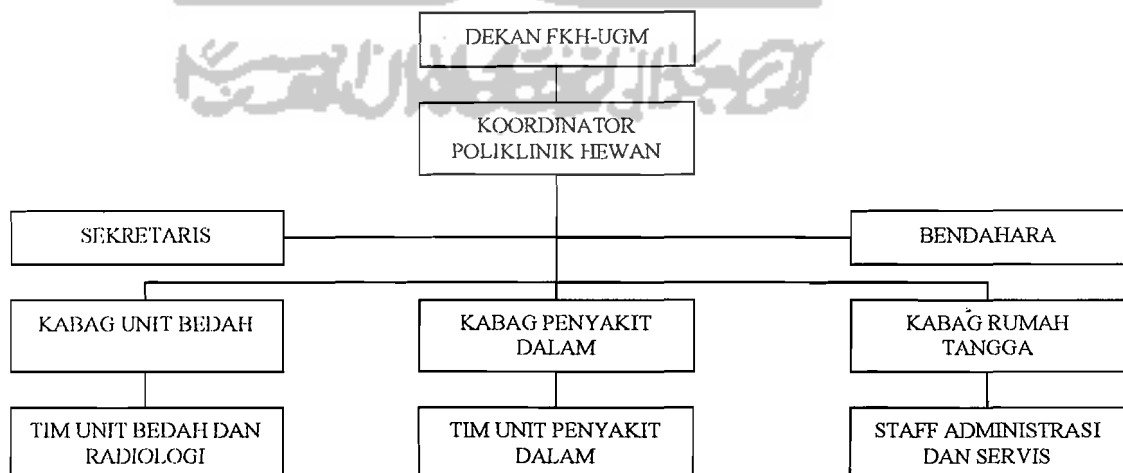 DEKAN FKH-UGM
KOORDINATOR
POLIKLINIK HEWAN
SEKRETARIS
BENDAHARA
KABAG UNIT BEDAH
KABAG PENYAKIT
DALAM
KABAG RUMAH
TANGGA
TIM UNIT BEDAH DAN
RADIOLOGI
TIM UNIT PENYAKIT
DALAM
STAFF ADMINISTRASI
DAN SERVIS